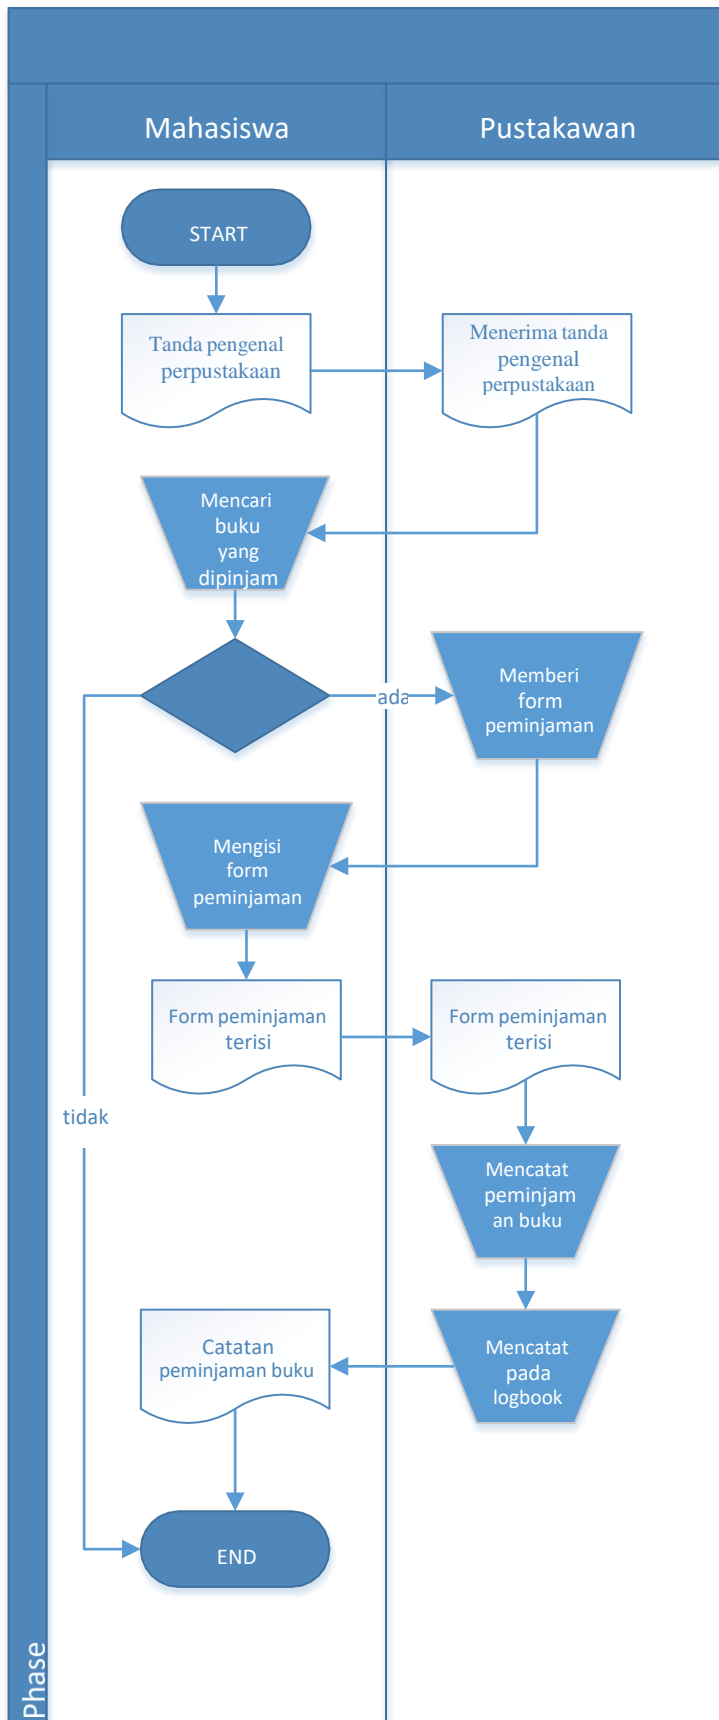 Mahasiswa
Pustakawan
START
Tanda pengenal
perpustakaan
Menerima tanda
pengenal
perpustakaan
Mencari
buku
yang
dipinjam
ada
Memberi
form
peminjaman
Mengisi
form
peminjaman
Form peminjaman
terisi
Form peminjaman
terisi
tidak
Mencatat
peminjam
an buku
Catatan
peminjaman buku
Mencatat
pada
logbook
END
Phase